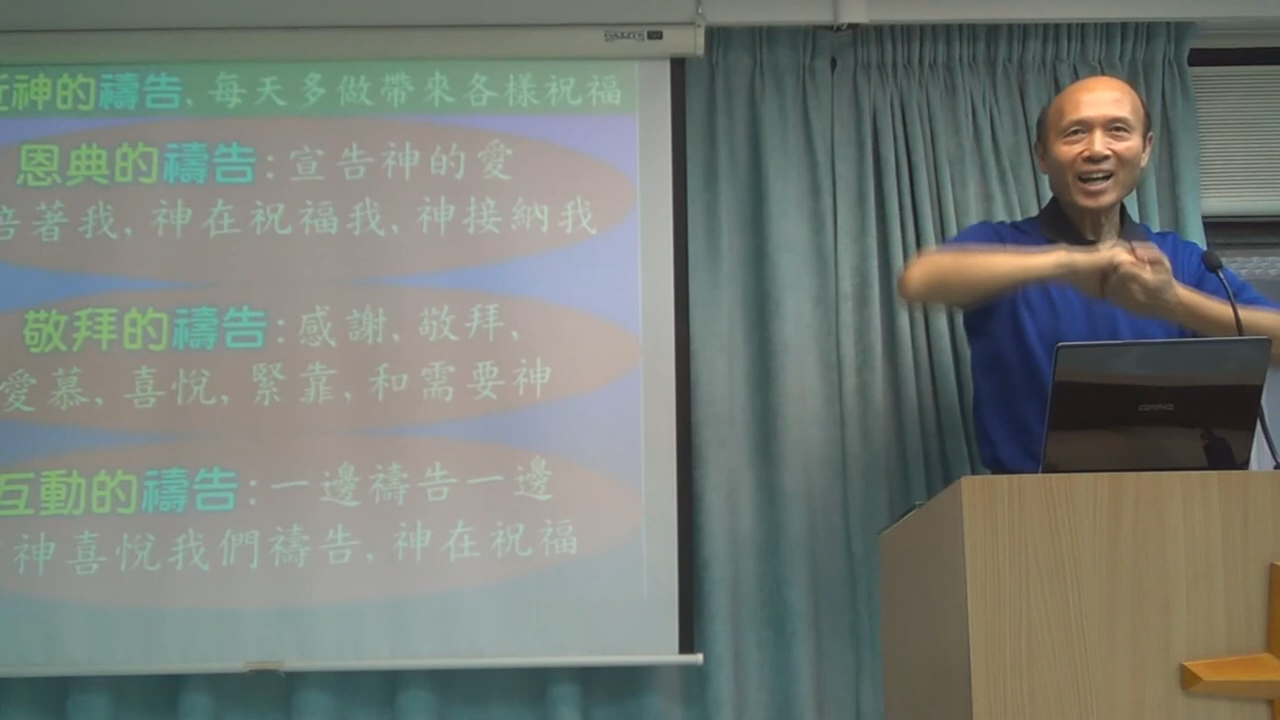 近神的禱告, 每天多做帶來各樣祝福
恩典的禱告: 宣告神的愛
陪著我, 神在祝福我, 神接納我
敬拜的禱告: 感謝, 敬拜,
愛慕, 喜悅, 緊靠, 和需要神
互動的禱告: 一邊禱告一邊
神喜悅我們禱告, 神在祝福
DA-LITE